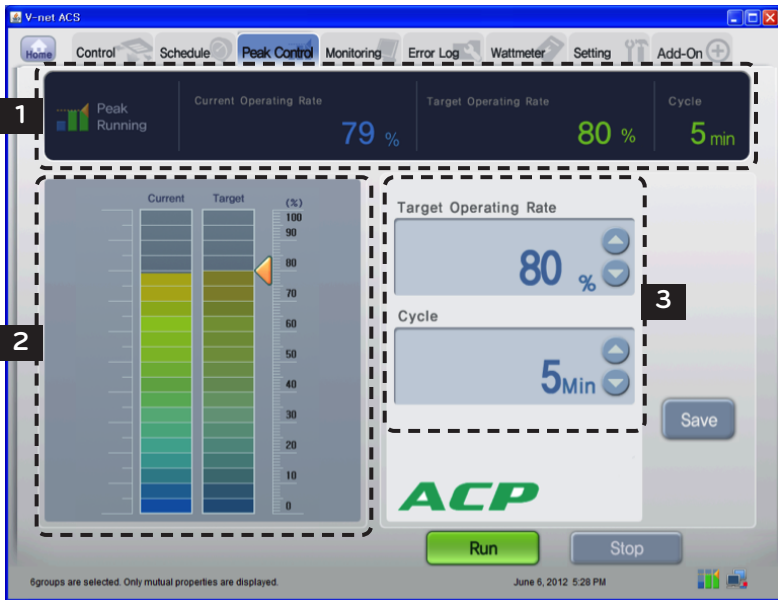 V-net ACS
Home Control Schedule Peak Control Monitoring Error Log Wattmeter Setting Add-On
1
Peak Running
Current Operating Rate
79 %
Target Operating Rate
80 %
Cycle
5 min
2
Current Target (%)
100
90
80
70
60
50
40
30
20
10
0
3
Target Operating Rate
80 %
Cycle
5 Min
Save
ACP
Run Stop
6groups are selected. Only mutual properties are displayed. June 6, 2012 5:28 PM